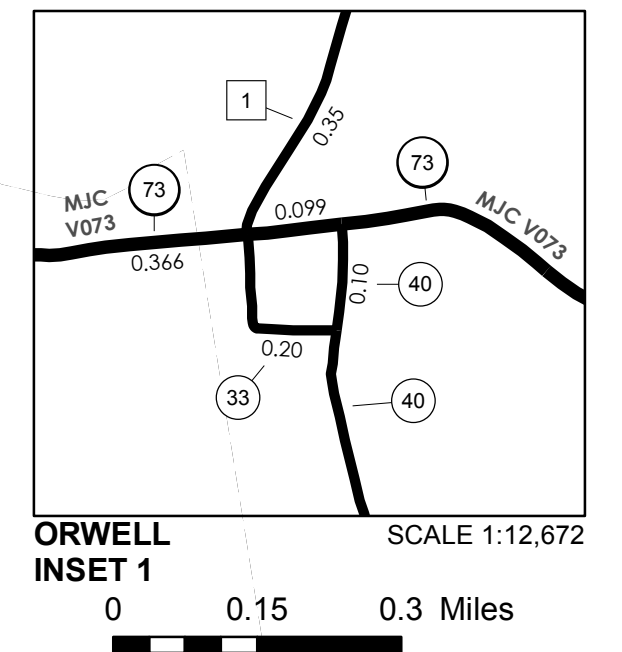 1
0.35
73
0.099
73
MJC
V073
MJC V073
0.366
0.10
40
0.20
33
40
ORWELL
INSET 1
SCALE 1:12,672
0 0.15 0.3 Miles